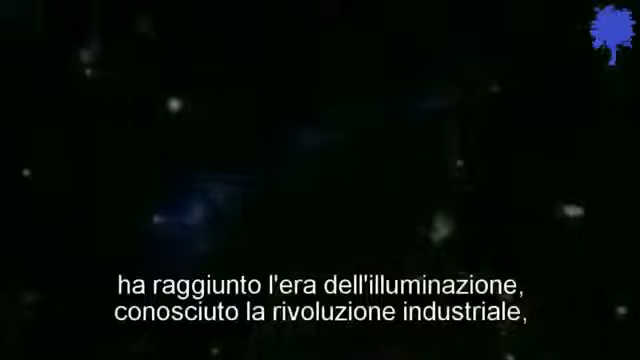 ha raggiunto l'era dell'illuminazione,
conosciuto la rivoluzione industriale,